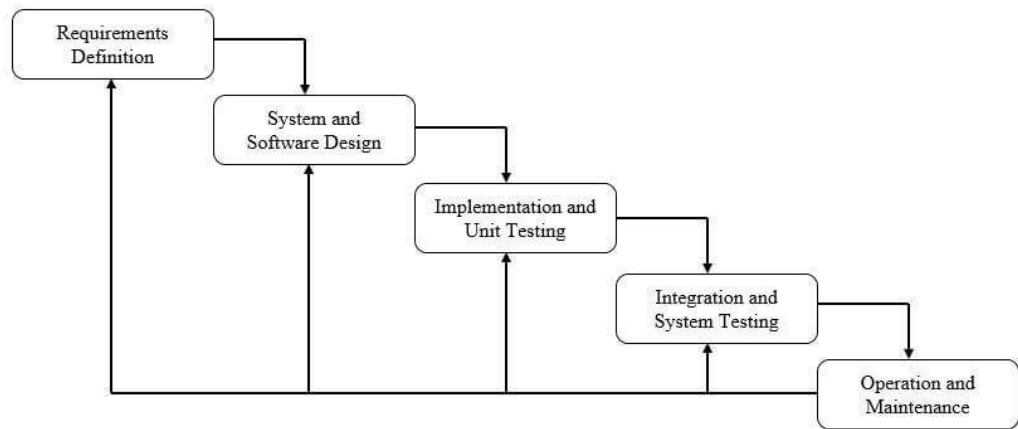 Requirements
Definition
System and
Software Design
Implementation and
Unit Testing
Integration and
System Testing
Operation and
Maintenance